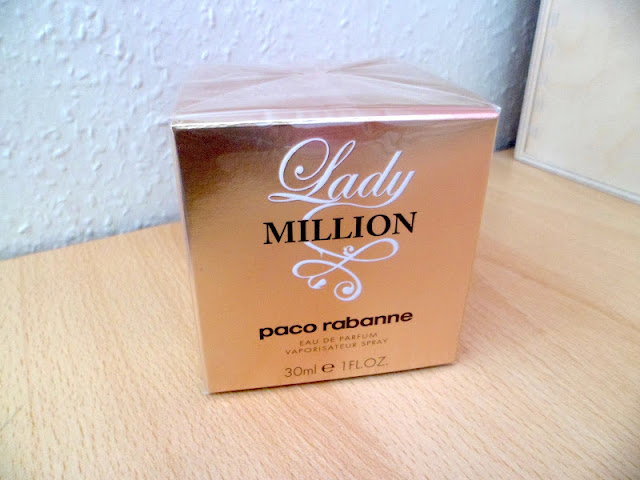 Lady
MILLION
paco rabanne
EAU DE PARFUM
VAPORISATEUR SPRAY
30ml ℮ 1FL.OZ.